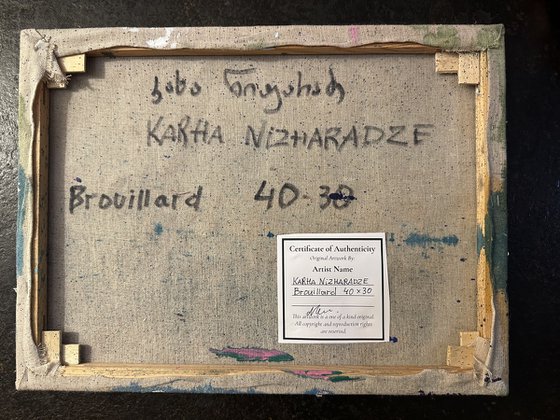 კახა ნიჟარაძე
KAKHA NIZHARADZE
Brouillard 40-30
Certificate of Authenticity
Original Artwork By:
Artist Name
KAKHA NIZHARADZE
Brouillard 40x30
This artwork is a one of a kind original.
All copyright and reproduction rights
are reserved.